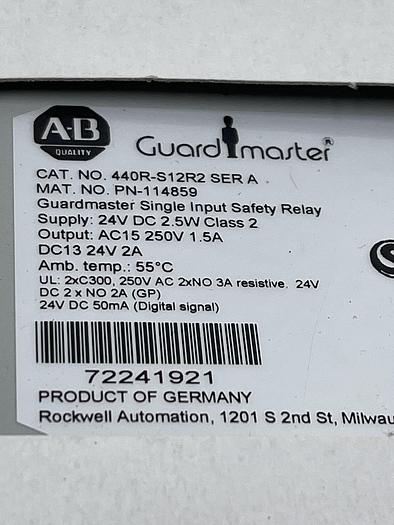 A·B
QUALITY
Guardmaster®
CAT. NO. 440R-S12R2 SER A
MAT. NO. PN-114859
Guardmaster Single Input Safety Relay
Supply: 24V DC 2.5W Class 2
Output: AC15 250V 1.5A
DC13 24V 2A
Amb. temp.: 55°C
UL: 2xC300, 250V AC 2xNO 3A resistive. 24V
DC 2 x NO 2A (GP)
24V DC 50mA (Digital signal)
72241921
PRODUCT OF GERMANY
Rockwell Automation, 1201 S 2nd St,